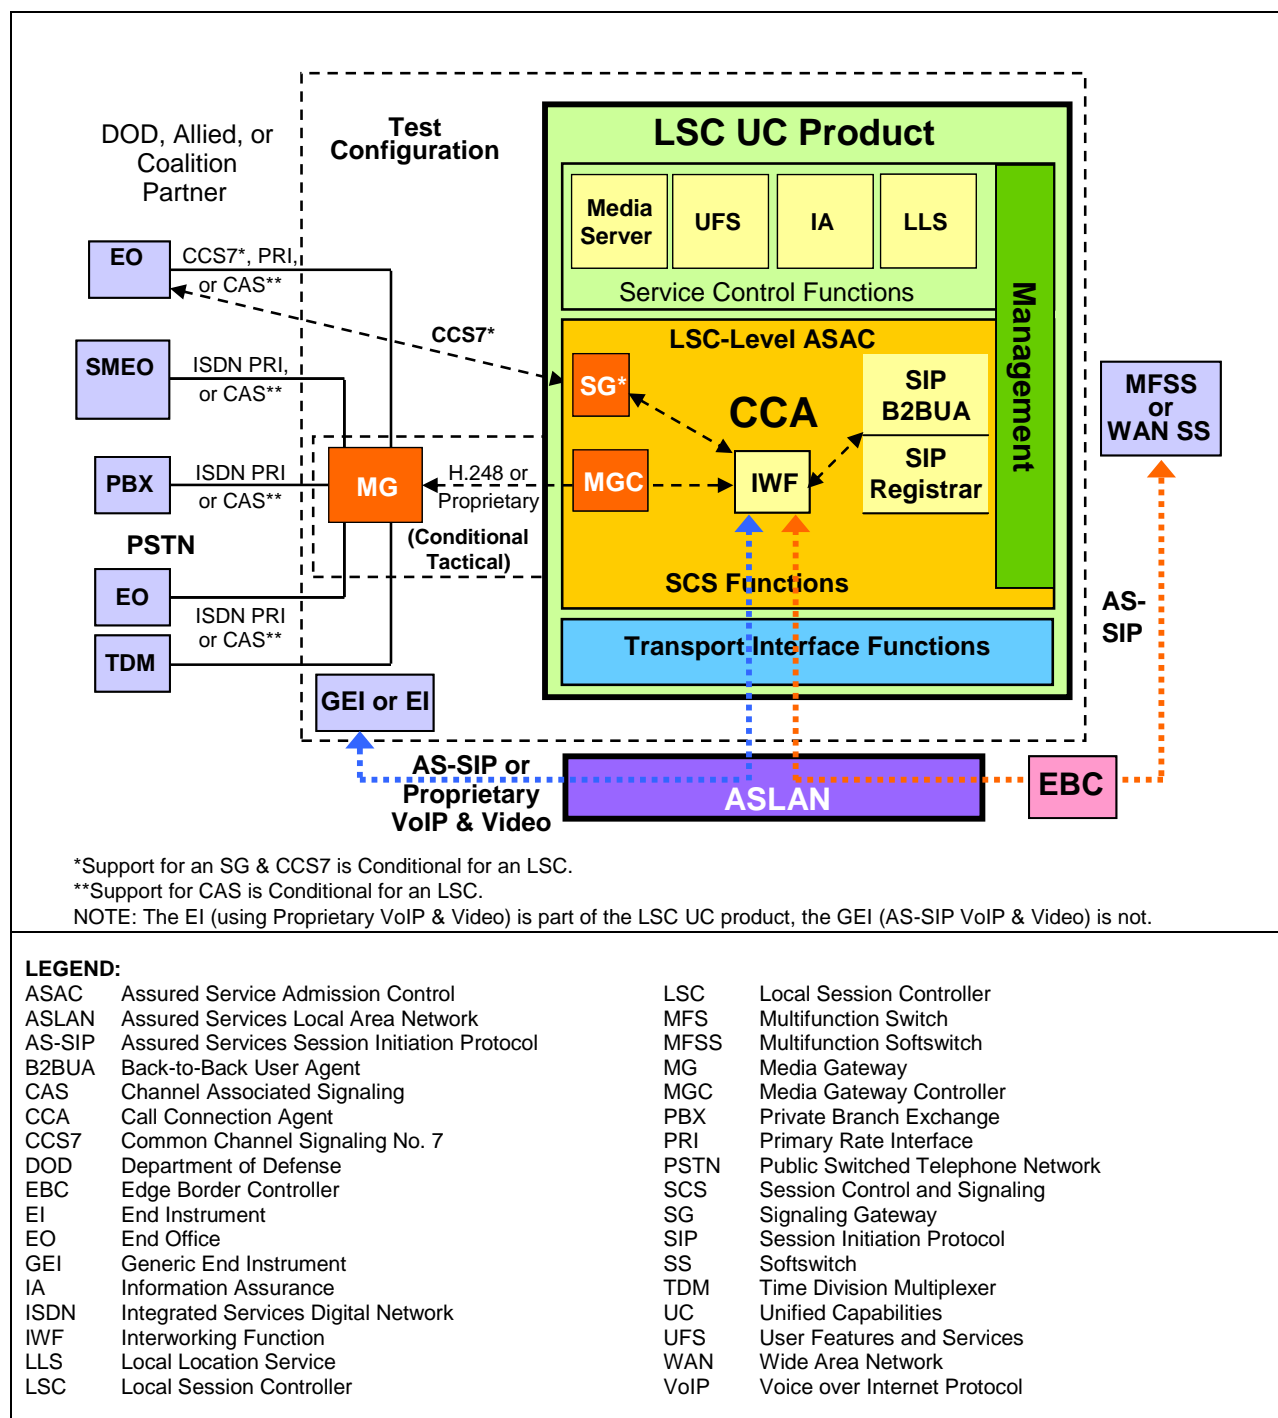 LSC UC Product
Test
Configuration
DOD, Allied, or
Coalition
Partner
Media
Server
UFS
IA
LLS
Service Control Functions
Management
EO
CCS7*, PRI,
or CAS**
CCS7*
LSC-Level ASAC
SMEO
ISDN PRI,
or CAS**
SG*
CCA
SIP
B2BUA
SIP
Registrar
MFSS
or
WAN SS
PBX
ISDN PRI
or CAS**
MG
H.248 or
Proprietary
MGC
IWF
(Conditional
Tactical)
PSTN
SCS Functions
EO
ISDN PRI
or CAS**
TDM
AS-
SIP
Transport Interface Functions
GEI or EI
AS-SIP or
Proprietary
VoIP & Video
ASLAN
EBC
*Support for an SG & CCS7 is Conditional for an LSC.
**Support for CAS is Conditional for an LSC.
NOTE: The EI (using Proprietary VoIP & Video) is part of the LSC UC product, the GEI (AS-SIP VoIP & Video) is not.
LEGEND:
ASAC Assured Service Admission Control
ASLAN Assured Services Local Area Network
AS-SIP Assured Services Session Initiation Protocol
B2BUA Back-to-Back User Agent
CAS Channel Associated Signaling
CCA Call Connection Agent
CCS7 Common Channel Signaling No. 7
DOD Department of Defense
EBC Edge Border Controller
EI End Instrument
EO End Office
GEI Generic End Instrument
IA Information Assurance
ISDN Integrated Services Digital Network
IWF Interworking Function
LLS Local Location Service
LSC Local Session Controller
LSC Local Session Controller
MFS Multifunction Switch
MFSS Multifunction Softswitch
MG Media Gateway
MGC Media Gateway Controller
PBX Private Branch Exchange
PRI Primary Rate Interface
PSTN Public Switched Telephone Network
SCS Session Control and Signaling
SG Signaling Gateway
SIP Session Initiation Protocol
SS Softswitch
TDM Time Division Multiplexer
UC Unified Capabilities
UFS User Features and Services
WAN Wide Area Network
VoIP Voice over Internet Protocol